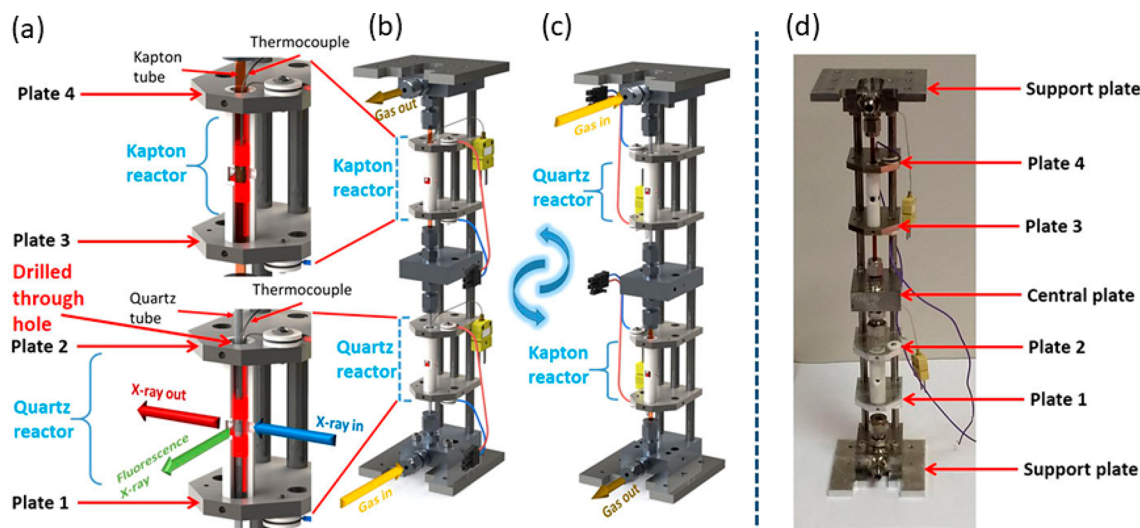 (a)
Kapton
tube
Thermocouple
Plate 4
Kapton
reactor
Plate 3
Drilled
through
hole
Quartz
tube
Thermocouple
Plate 2
Quartz
reactor
X-ray out
X-ray in
Fluorescence
X-ray
Plate 1
(b)
Gas out
Kapton
reactor
Quartz
reactor
Gas in
(c)
Gas in
Quartz
reactor
Kapton
reactor
Gas out
(d)
Support plate
Plate 4
Plate 3
Central plate
Plate 2
Plate 1
Support plate